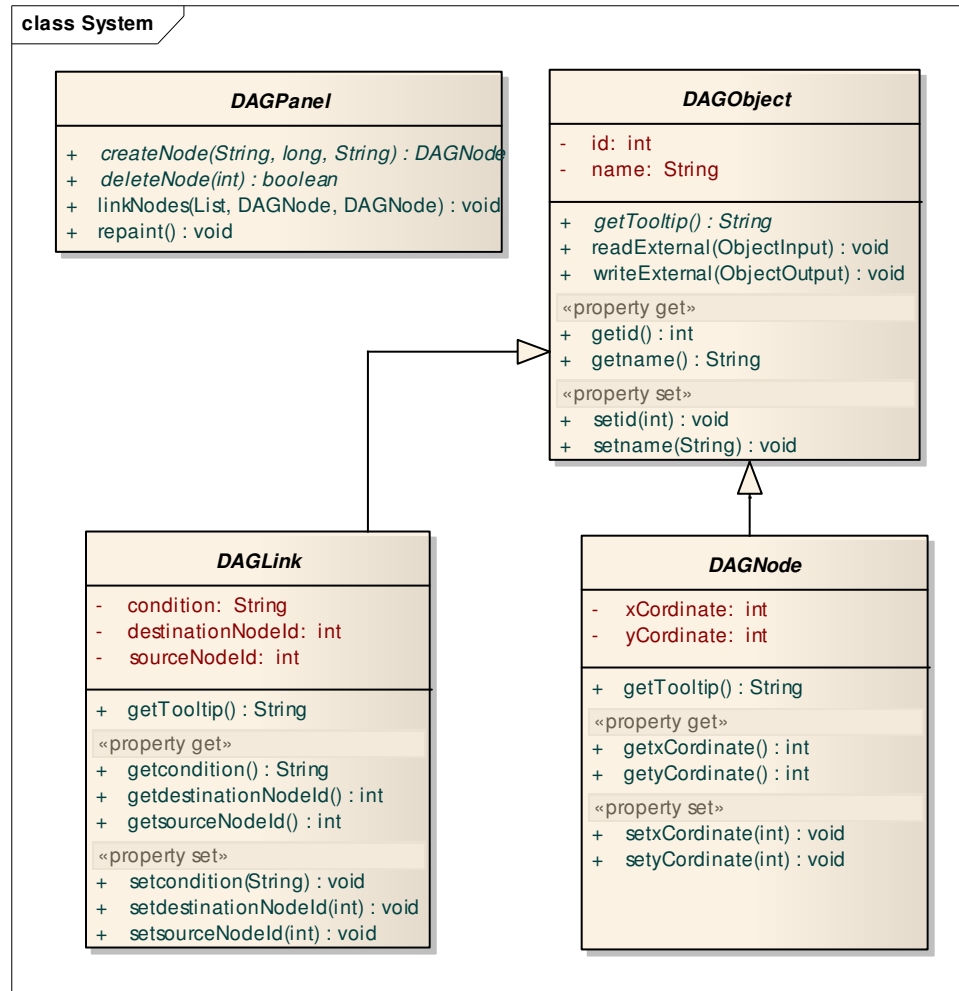 class System
DAGPanel
+ createNode(String, long, String) : DAGNode
+ deleteNode(int) : boolean
+ linkNodes(List, DAGNode, DAGNode) : void
+ repaint() : void
DAGObject
- id: int
- name: String
+ getTooltip() : String
+ readExternal(ObjectInput) : void
+ writeExternal(ObjectOutput) : void
«property get»
+ getid() : int
+ getname() : String
«property set»
+ setid(int) : void
+ setname(String) : void
DAGLink
- condition: String
- destinationNodeId: int
- sourceNodeId: int
+ getTooltip() : String
«property get»
+ getcondition() : String
+ getdestinationNodeId() : int
+ getsourceNodeId() : int
«property set»
+ setcondition(String) : void
+ setdestinationNodeId(int) : void
+ setsourceNodeId(int) : void
DAGNode
- xCordinate: int
- yCordinate: int
+ getTooltip() : String
«property get»
+ getxCordinate() : int
+ getyCordinate() : int
«property set»
+ setxCordinate(int) : void
+ setyCordinate(int) : void